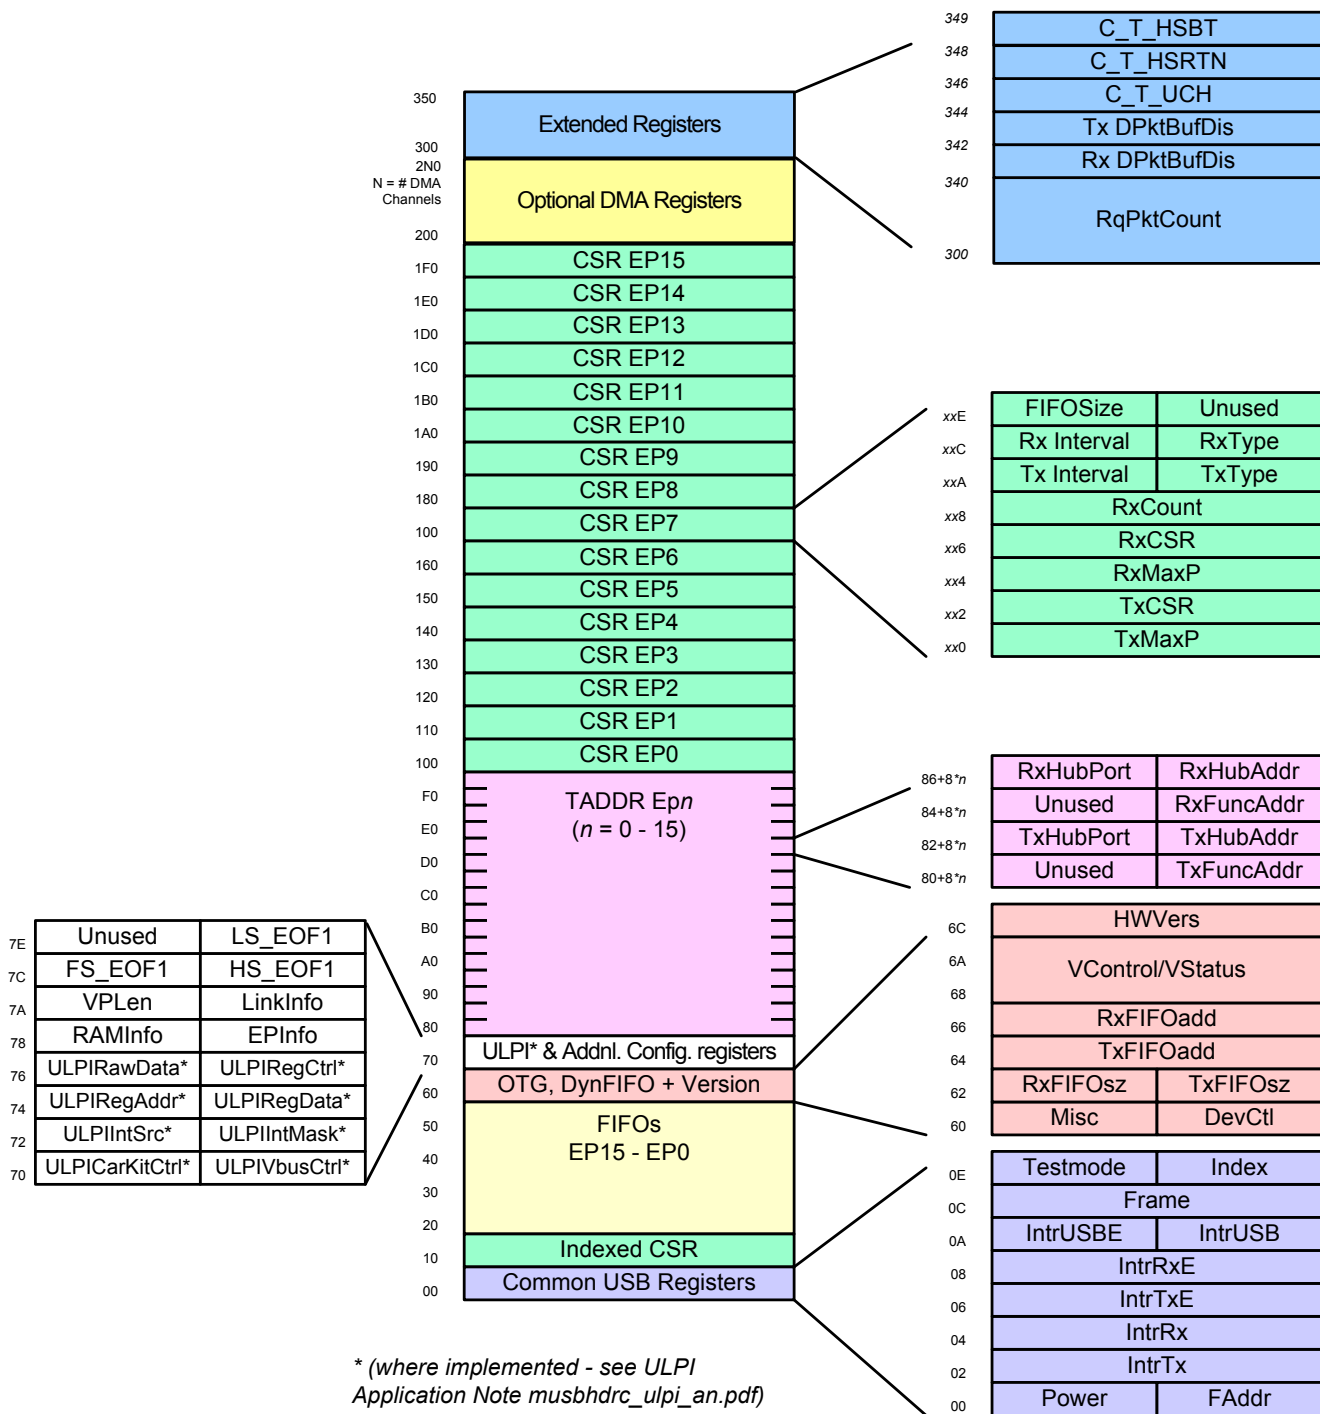 349
C_T_HSBT
348
C_T_HSRTN
346
C_T_UCH
344
Tx DPktBufDis
342
Rx DPktBufDis
340
RqPktCount
300
350
Extended Registers
300
2N0
N = # DMA
Channels
Optional DMA Registers
200
CSR EP15
1F0
CSR EP14
1E0
CSR EP13
1D0
CSR EP12
1C0
CSR EP11
1B0
CSR EP10
1A0
CSR EP9
190
CSR EP8
180
CSR EP7
100
CSR EP6
160
CSR EP5
150
CSR EP4
140
CSR EP3
130
CSR EP2
120
CSR EP1
110
CSR EP0
100
xxE FIFOSize Unused
xxC Rx Interval RxType
xxA Tx Interval TxType
xx8 RxCount
xx6 RxCSR
xx4 RxMaxP
xx2 TxCSR
xx0 TxMaxP
F0
TADDR Epn
(n = 0 - 15)
E0
D0
C0
B0
A0
90
80
86+8*n RxHubPort RxHubAddr
84+8*n Unused RxFuncAddr
82+8*n TxHubPort TxHubAddr
80+8*n Unused TxFuncAddr
7E Unused LS_EOF1
7C FS_EOF1 HS_EOF1
7A VPLen LinkInfo
78 RAMInfo EPInfo
76 ULPIRawData* ULPIRegCtrl*
74 ULPIRegAddr* ULPIRegData*
72 ULPIIntSrc* ULPIIntMask*
70 ULPICarKitCtrl* ULPIVbusCtrl*
ULPI* & Addnl. Config. registers
70
OTG, DynFIFO + Version
60
FIFOs
EP15 - EP0
50
40
30
20
Indexed CSR
10
Common USB Registers
00
6C HWVers
6A
VControl/VStatus
68
66 RxFIFOadd
64 TxFIFOadd
62 RxFIFOsz TxFIFOsz
60 Misc DevCtl
0E Testmode Index
0C Frame
0A IntrUSBE IntrUSB
08 IntrRxE
06 IntrTxE
04 IntrRx
02 IntrTx
00 Power FAddr
* (where implemented - see ULPI
Application Note musbhdrc_ulpi_an.pdf)